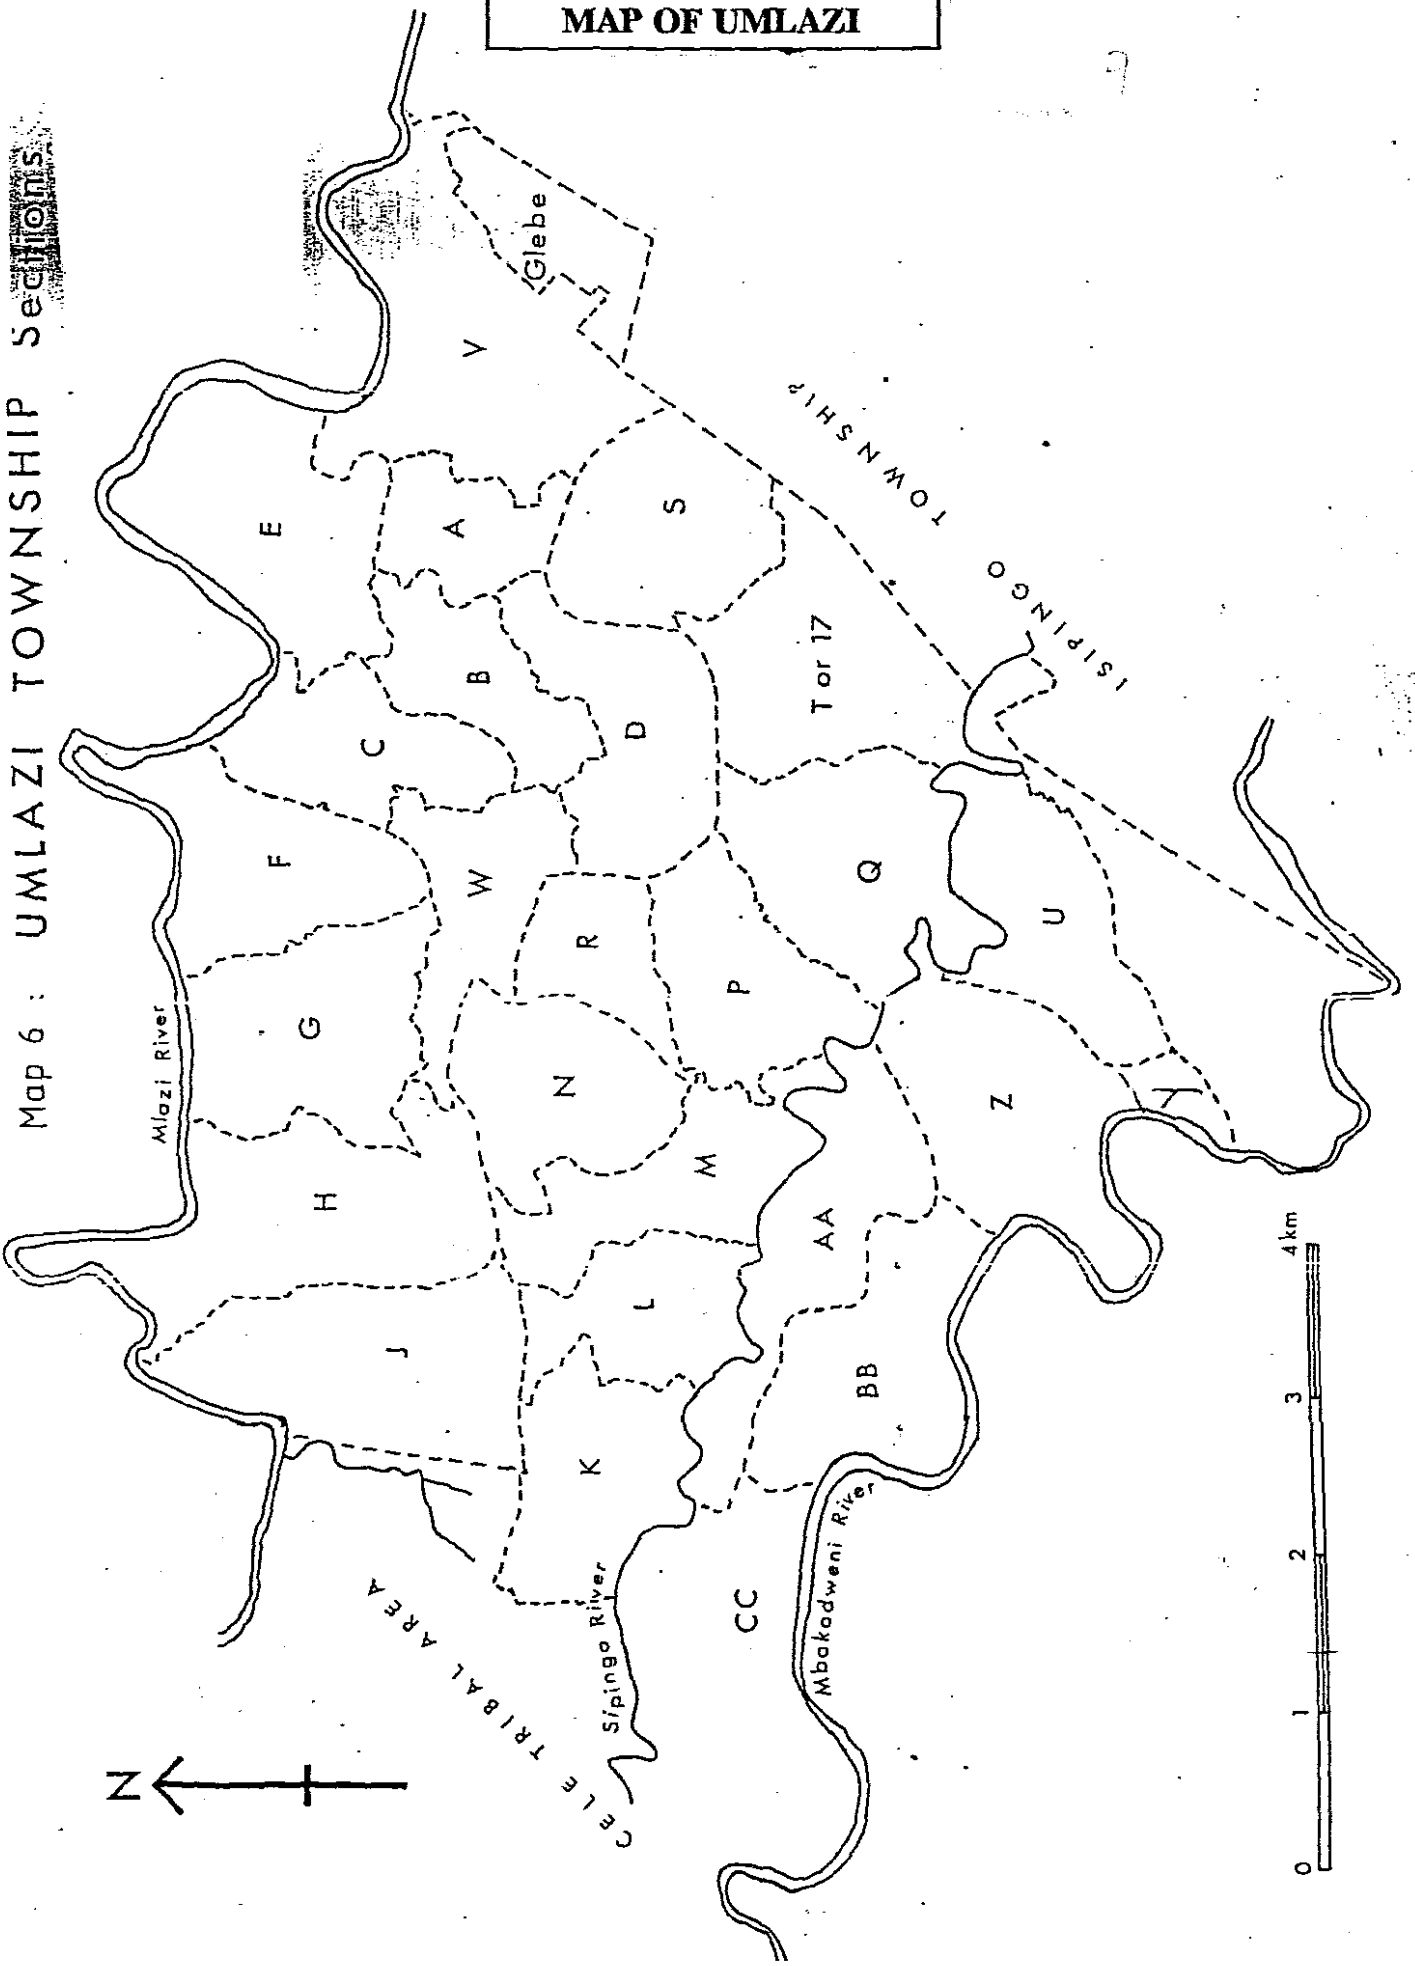 MAP OF UMLAZI
Map 6 : UMLAZI TOWNSHIP Sections
Mlazi River
Glebe
V
E
A
S
B
C
D
T or 17
F
W
R
Q
U
G
N
P
H
M
Z
Y
J
L
AA
K
BB
CC
Sipingo River
Mbakodweni River
CELE TRIBAL AREA
ISIPINGO TOWNSHIP
N
0 1 2 3 4km